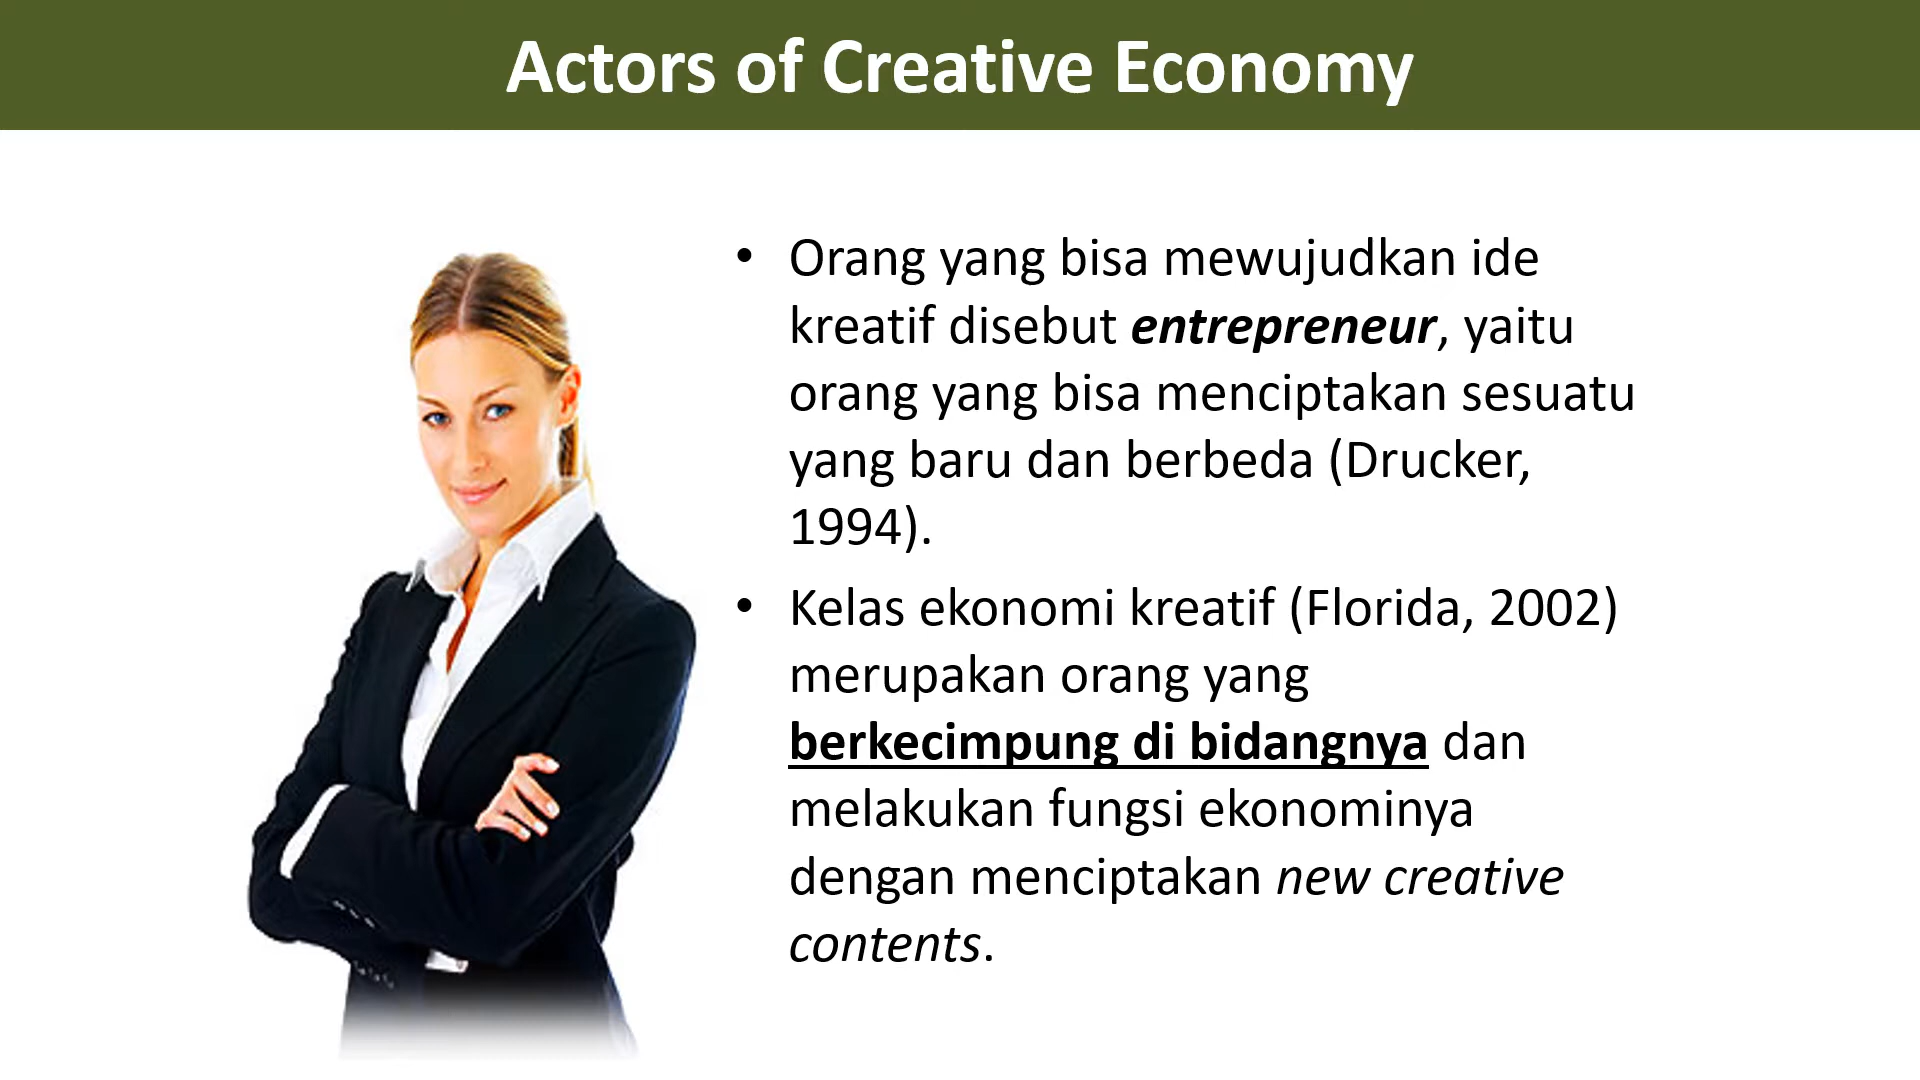 Actors of Creative Economy
• Orang yang bisa mewujudkan ide
kreatif disebut entrepreneur, yaitu
orang yang bisa menciptakan sesuatu
yang baru dan berbeda (Drucker,
1994).
• Kelas ekonomi kreatif (Florida, 2002)
merupakan orang yang
berkecimpung di bidangnya dan
melakukan fungsi ekonominya
dengan menciptakan new creative
contents.